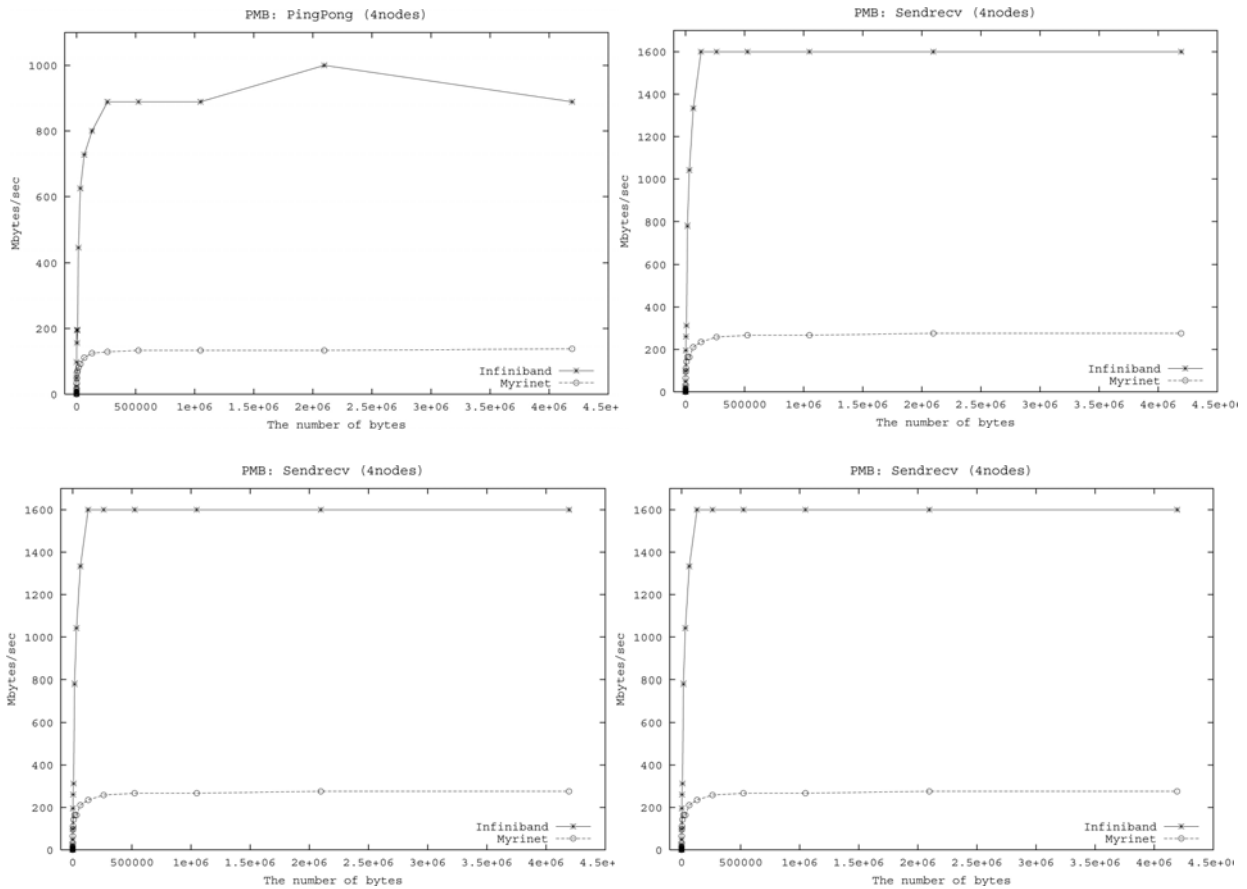 PMB: PingPong (4nodes)
1000
800
600
400
200
0
Mbytes/sec
0 500000 1e+06 1.5e+06 2e+06 2.5e+06 3e+06 3.5e+06 4e+06 4.5e+
The number of bytes
Infiniband
Myrinet
PMB: Sendrecv (4nodes)
1600
1400
1200
1000
800
600
400
200
0
Mbytes/sec
0 500000 1e+06 1.5e+06 2e+06 2.5e+06 3e+06 3.5e+06 4e+06 4.5e+06
The number of bytes
Infiniband
Myrinet
PMB: Sendrecv (4nodes)
1600
1400
1200
1000
800
600
400
200
0
Mbytes/sec
0 500000 1e+06 1.5e+06 2e+06 2.5e+06 3e+06 3.5e+06 4e+06 4.5e+
The number of bytes
Infiniband
Myrinet
PMB: Sendrecv (4nodes)
1600
1400
1200
1000
800
600
400
200
0
Mbytes/sec
0 500000 1e+06 1.5e+06 2e+06 2.5e+06 3e+06 3.5e+06 4e+06 4.5e+06
The number of bytes
Infiniband
Myrinet